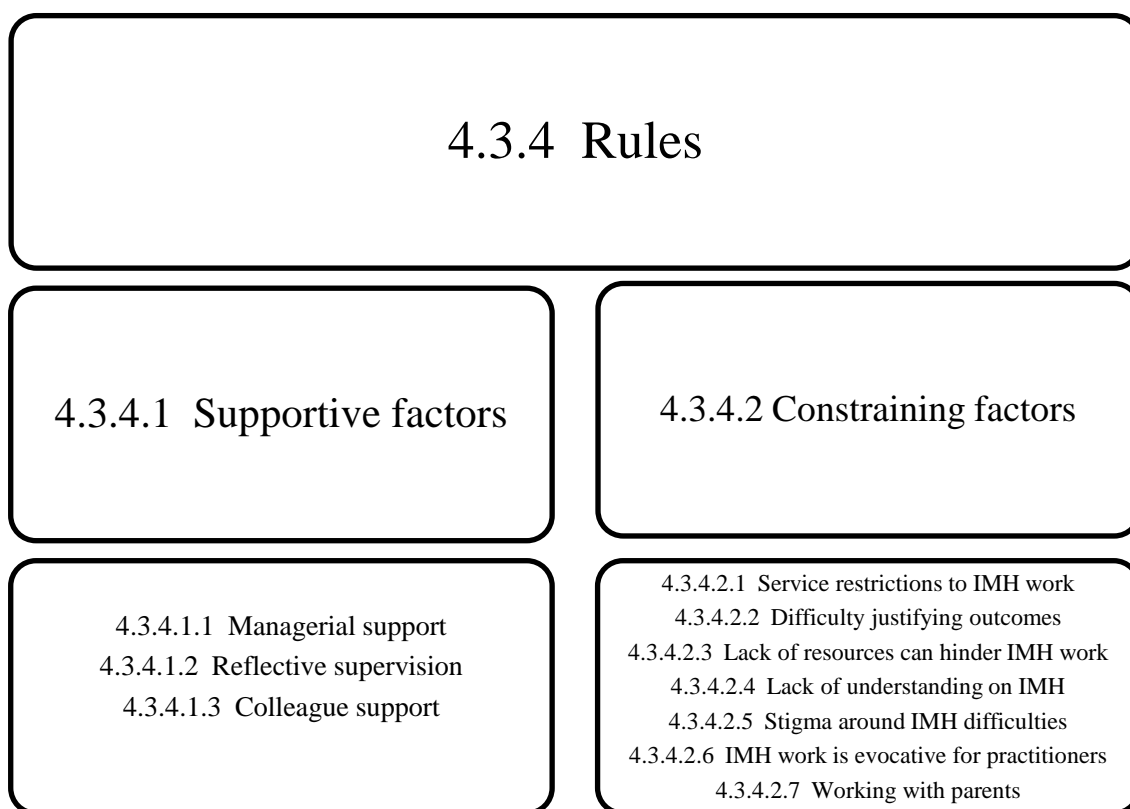 4.3.4 Rules
4.3.4.1 Supportive factors
4.3.4.2 Constraining factors
4.3.4.1.1 Managerial support
4.3.4.1.2 Reflective supervision
4.3.4.1.3 Colleague support
4.3.4.2.1 Service restrictions to IMH work
4.3.4.2.2 Difficulty justifying outcomes
4.3.4.2.3 Lack of resources can hinder IMH work
4.3.4.2.4 Lack of understanding on IMH
4.3.4.2.5 Stigma around IMH difficulties
4.3.4.2.6 IMH work is evocative for practitioners
4.3.4.2.7 Working with parents